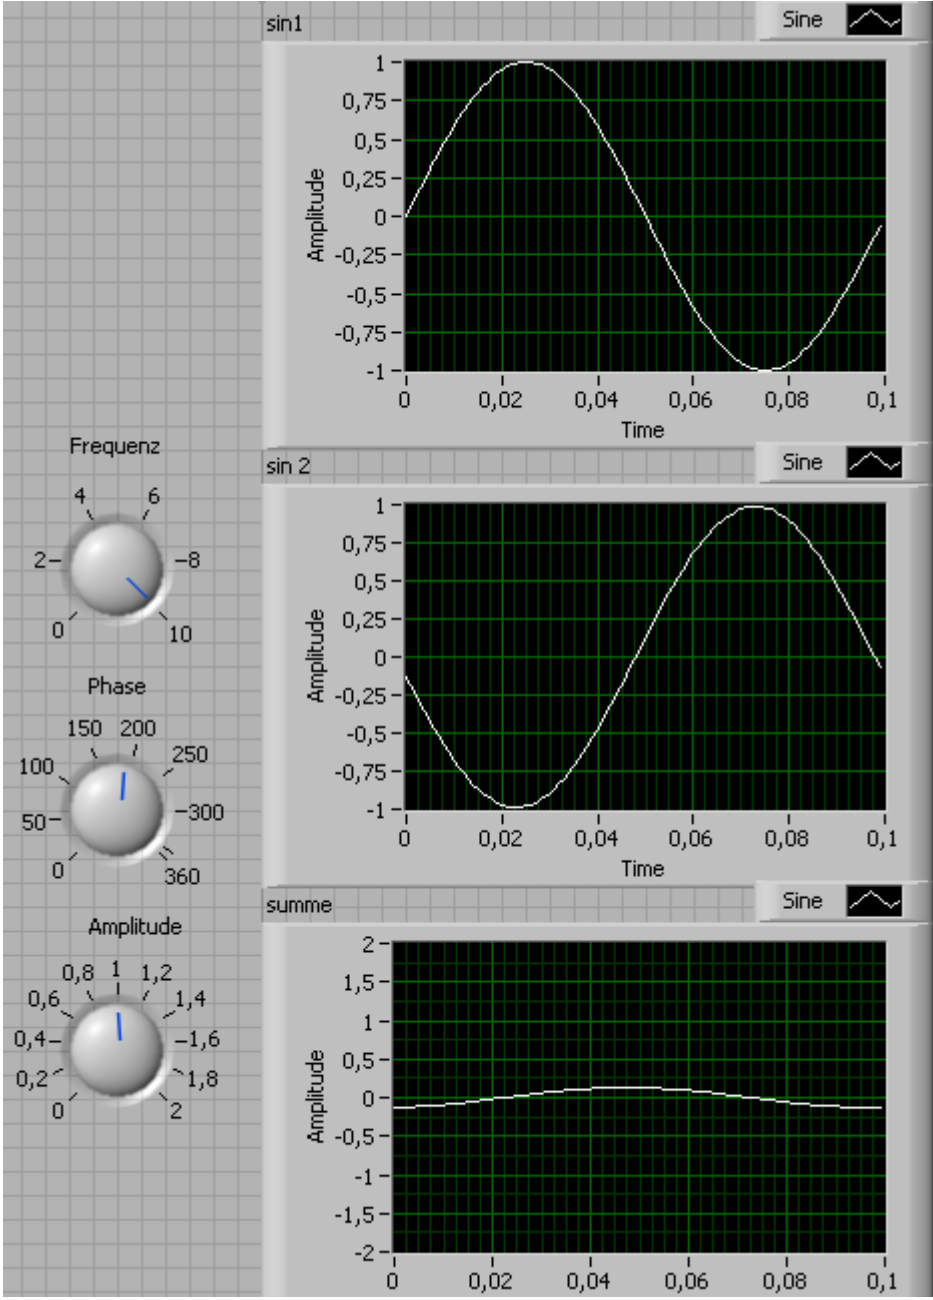 sin1
Sine
1
0,75
0,5
0,25
0
-0,25
-0,5
-0,75
-1
Amplitude
0 0,02 0,04 0,06 0,08 0,1
Time
Frequenz
4 6
2 8
0 10
sin 2
Sine
1
0,75
0,5
0,25
0
-0,25
-0,5
-0,75
-1
Amplitude
0 0,02 0,04 0,06 0,08 0,1
Time
Phase
150 200
100 250
50 300
0 360
Amplitude
0,8 1 1,2
0,6 1,4
0,4 1,6
0,2 1,8
0 2
summe
Sine
2
1,5
1
0,5
0
-0,5
-1
-1,5
-2
Amplitude
0 0,02 0,04 0,06 0,08 0,1